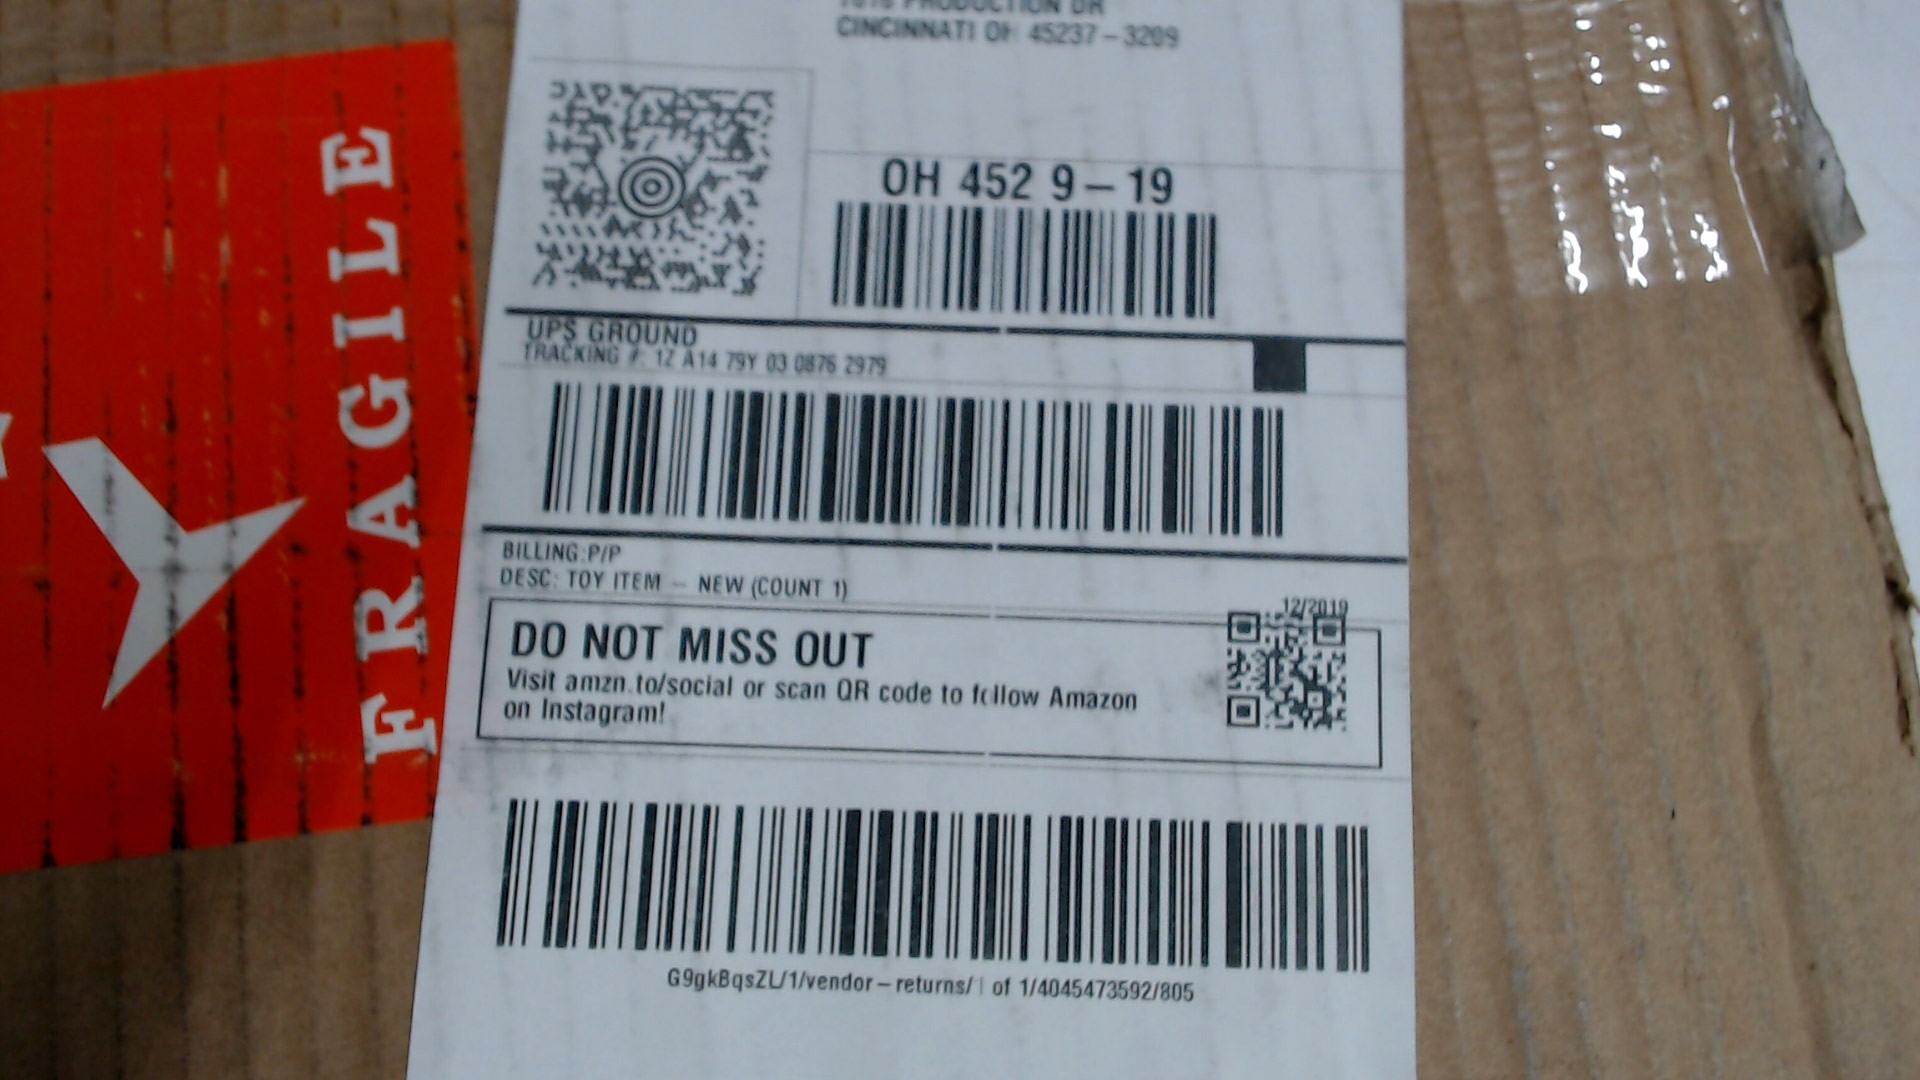 PRODUCTION DR
CINCINNATI OH 45237-3209
OH 452 9-19
UPS GROUND
TRACKING #: 1Z A14 79Y 03 0876 2979
BILLING:P/P
DESC: TOY ITEM - NEW (COUNT 1)
12/2019
DO NOT MISS OUT
Visit amzn.to/social or scan QR code to follow Amazon
on Instagram!
G9gkBqsZL/1/vendor-returns/1 of 1/4045473592/805
FRAGILE